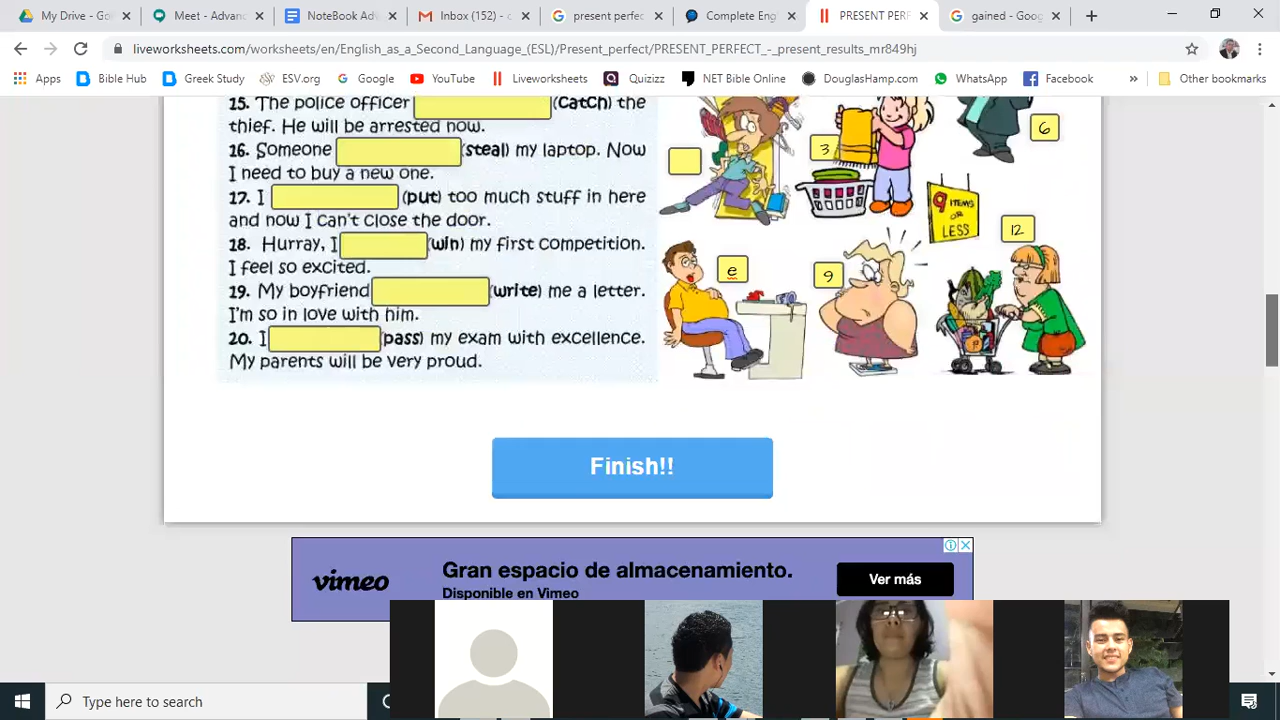 My Drive - Go
Meet - Advanc
NoteBook Adv
Inbox (152) - c
present perfec
Complete Eng
PRESENT PERF
gained - Goog
liveworksheets.com/worksheets/en/English_as_a_Second_Language_(ESL)/Present_perfect/PRESENT_PERFECT_-_present_results_mr849hj
Apps
Bible Hub
Greek Study
ESV.org
Google
YouTube
Liveworksheets
Quizizz
NET Bible Online
DouglasHamp.com
WhatsApp
Facebook
»
Other bookmarks
15. The police officer (catch) the
thief. He will be arrested now.
16. Someone (steal) my laptop. Now
I need to buy a new one.
17. I (put) too much stuff in here
and now I can't close the door.
18. Hurray, I (win) my first competition.
I feel so excited.
19. My boyfriend (write) me a letter.
I'm so in love with him.
20. I (pass) my exam with excellence.
My parents will be very proud.
3
6
9 ITEMS
OR
LESS
12
e
9
Finish!!
vimeo
Gran espacio de almacenamiento.
Disponible en Vimeo
Ver más
Type here to search